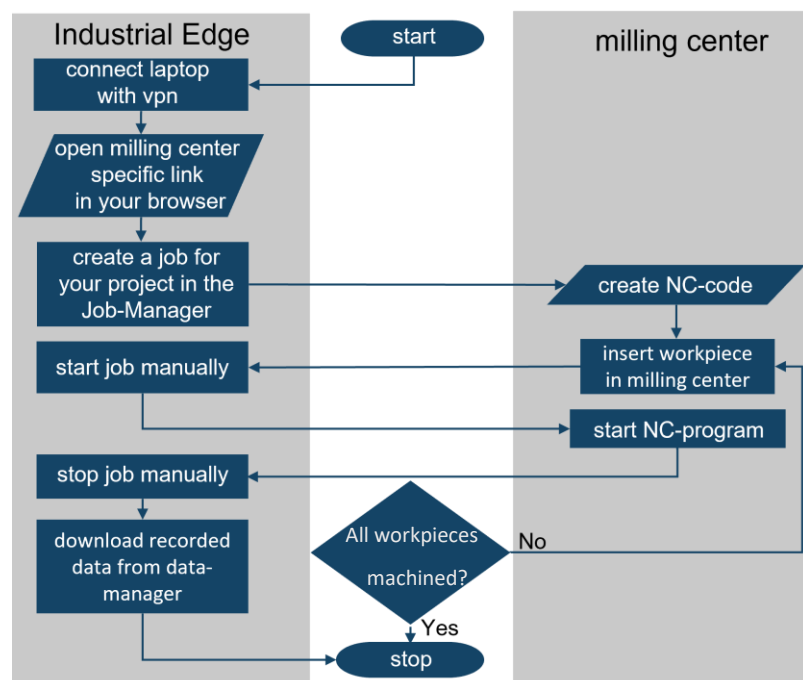 Industrial Edge
start
milling center
connect laptop
with vpn
open milling center
specific link
in your browser
create a job for
your project in the
Job-Manager
create NC-code
insert workpiece
in milling center
start job manually
start NC-program
stop job manually
download recorded
data from data-
manager
All workpieces
machined?
No
Yes
stop